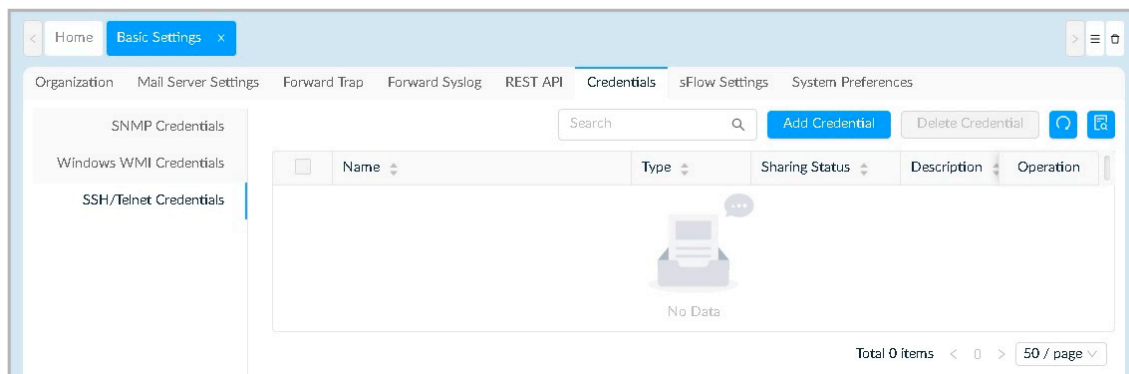 Home Basic Settings ×
Organization Mail Server Settings Forward Trap Forward Syslog REST API Credentials sFlow Settings System Preferences
SNMP Credentials
Windows WMI Credentials
SSH/Telnet Credentials
Search Add Credential Delete Credential
Name Type Sharing Status Description Operation
No Data
Total 0 items < 0 > 50 / page